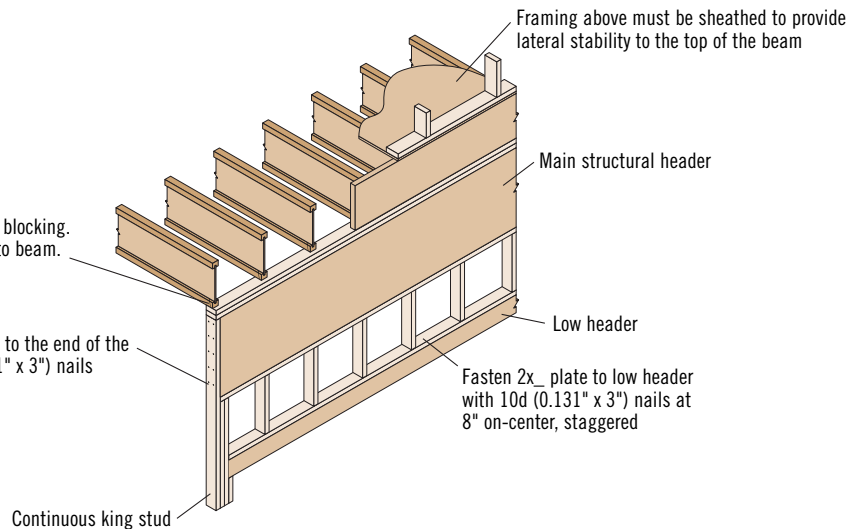 Framing above must be sheathed to provide
lateral stability to the top of the beam
Main structural header
blocking.
to beam.
to the end of the
1" x 3") nails
Low header
Fasten 2x_ plate to low header
with 10d (0.131" x 3") nails at
8" on-center, staggered
Continuous king stud